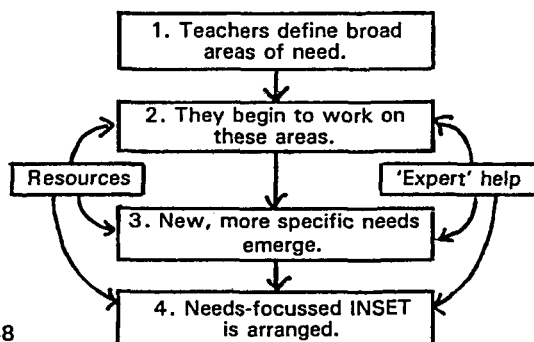 1. Teachers define broad
areas of need.
2. They begin to work on
these areas.
Resources
'Expert' help
3. New, more specific needs
emerge.
4. Needs-focussed INSET
is arranged.